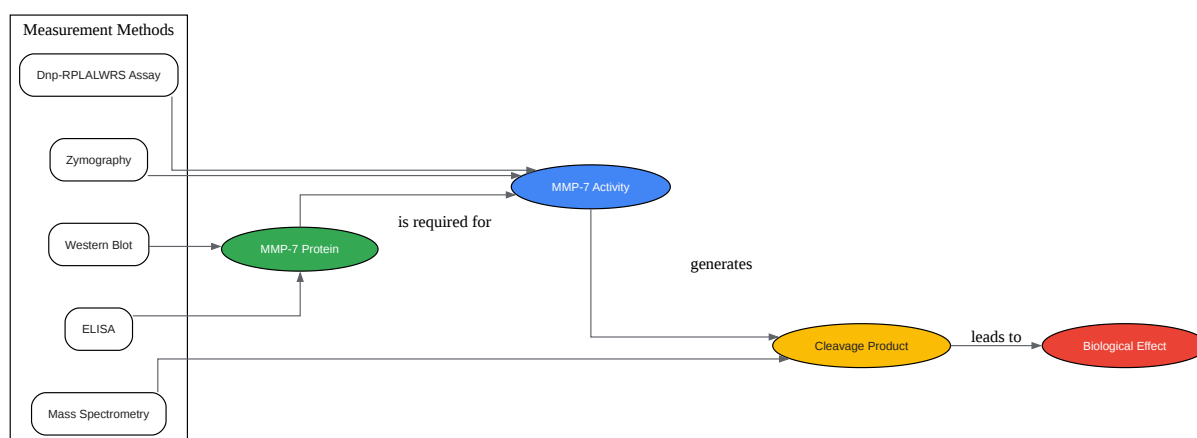 Measurement Methods
Dnp-RPLALWRS Assay
Zymography
MMP-7 Activity
is required for
Western Blot
MMP-7 Protein
generates
ELISA
Cleavage Product
leads to
Biological Effect
Mass Spectrometry